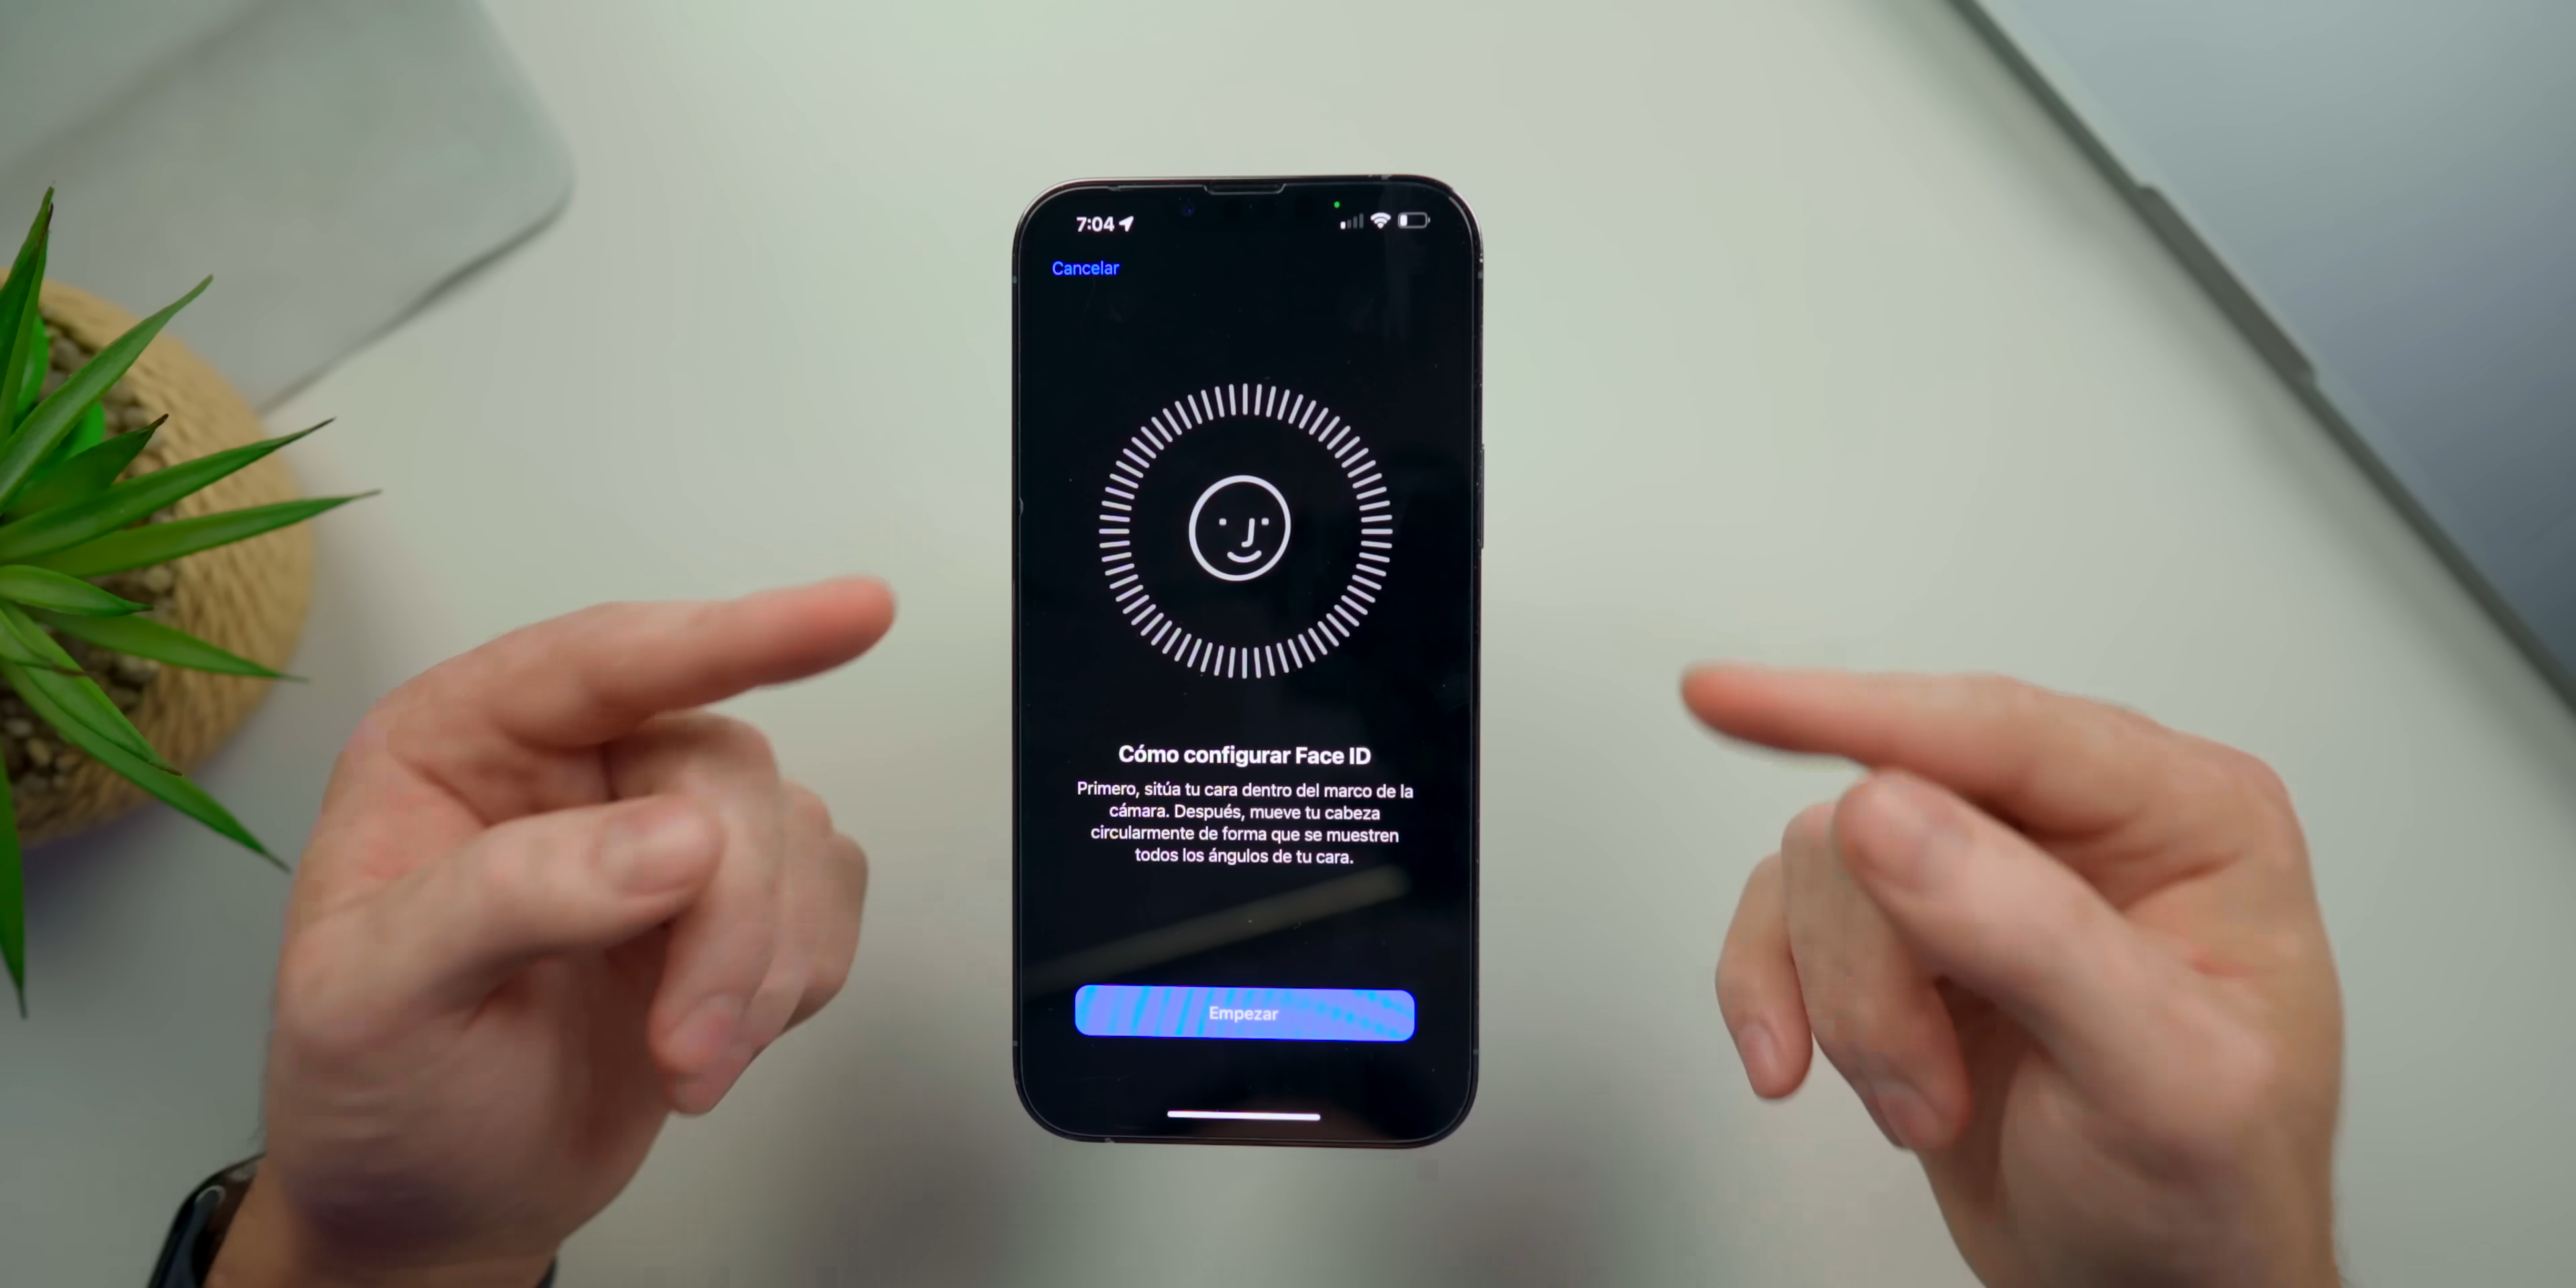 7:04
Cancelar
Cómo configurar Face ID
Primero, sitúa tu cara dentro del marco de la
cámara. Después, mueve tu cabeza
circularmente de forma que se muestren
todos los ángulos de tu cara.
Empezar